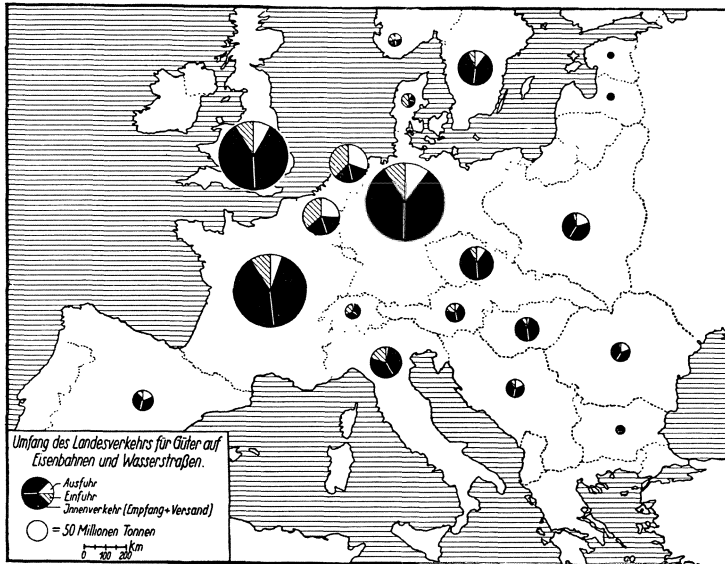 Umfang des Landesverkehrs für Güter auf
Eisenbahnen und Wasserstraßen.
Ausfuhr
Einfuhr
Jnnenverkehr (Empfang+Versand)
= 50 Millionen Tonnen
Km
0 100 200